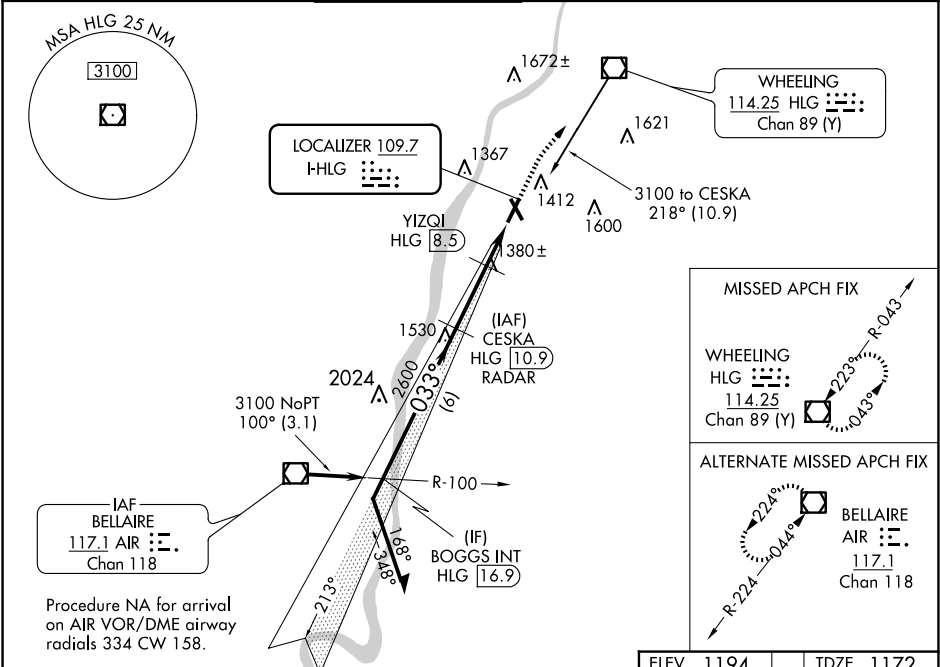 MSA HLG 25 NM
3100
1672±
WHEELING
114.25 HLG
Chan 89 (Y)
1621
LOCALIZER 109.7
I-HLG
1367
1412
1600
3100 to CESKA
218° (10.9)
YIZQI
HLG 8.5
1380±
1530
(IAF)
CESKA
HLG 10.9
RADAR
2024
2600
033°
(6)
3100 NoPT
100° (3.1)
R-100
IAF
BELLAIRE
117.1 AIR
Chan 118
(IF)
BOGGS INT
HLG 16.9
168°
348°
213°
Procedure NA for arrival
on AIR VOR/DME airway
radials 334 CW 158.
MISSED APCH FIX
R-043
WHEELING
HLG
114.25
Chan 89 (Y)
223°
043°
ALTERNATE MISSED APCH FIX
224°
044°
R-224
BELLAIRE
AIR
117.1
Chan 118
ELEV 1194
TDZE 1172